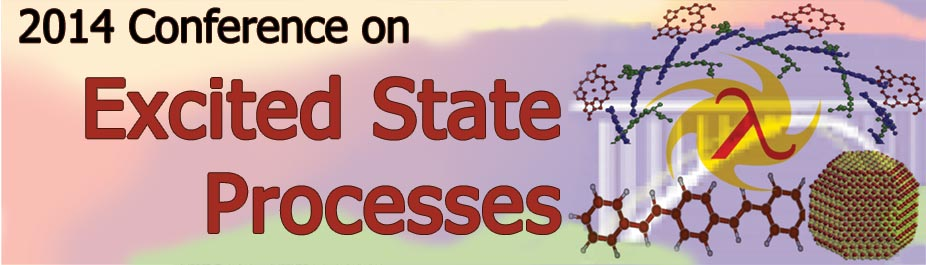 2014 Conference on
Excited State
Processes
λ